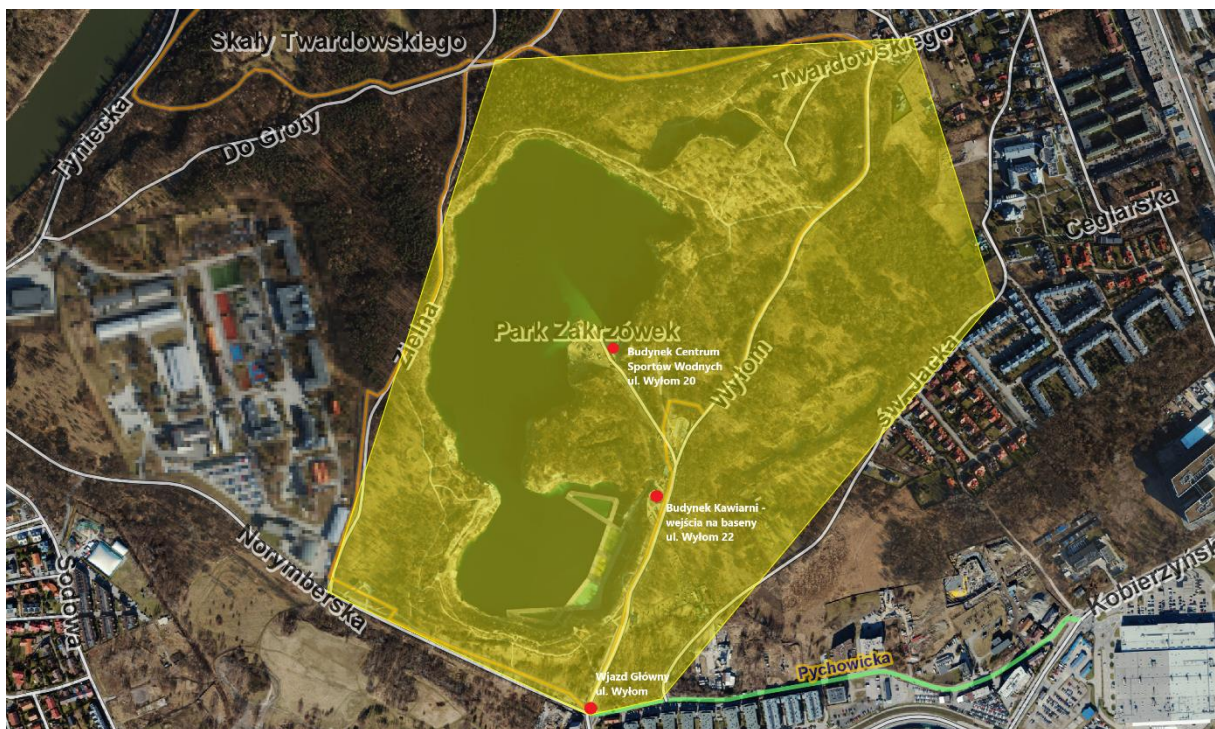 Skały Twardowskiego
Twardowskiego
Tyniecka
Do Groty
Ceglarska
Zielna
Park Zakrzówek
Budynek Centrum
Sportów Wodnych
ul. Wyłom 20
Wyłom
św. Jacka
Budynek Kawiarni -
wejścia na baseny
ul. Wyłom 22
Norymberska
Sodowa
Kobierzyńsk
Pychowicka
Wjazd Główny
ul. Wyłom